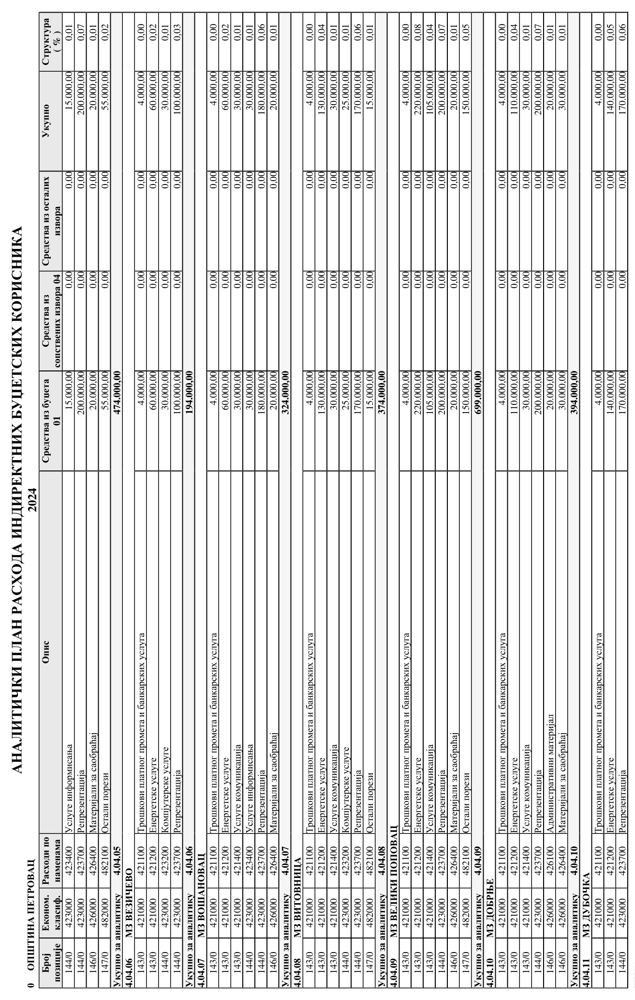 АНАЛИТИЧКИ ПЛАН РАСХОДА ИНДИРЕКТНИХ БУЏЕТСКИХ КОРИСНИКА
2024
0 ОПШТИНА ПЕТРОВАЦ
Број позиције Економ. класиф. Расходи по наменама Опис Средства из буџета 01 Средства из сопствених извора 04 Средства из осталих извора Укупно Структура ( % )
144/0 423000 423400 Услуге информисања 15.000,00 0,00 0,00 15.000,00 0,01
144/0 423000 423700 Репрезентација 200.000,00 0,00 0,00 200.000,00 0,07
146/0 426000 426400 Материјали за саобраћај 20.000,00 0,00 0,00 20.000,00 0,01
147/0 482000 482100 Остали порези 55.000,00 0,00 0,00 55.000,00 0,02
Укупно за аналитику 4.04.05 474.000,00
4.04.06 МЗ ВЕЗИЧЕВО
143/0 421000 421100 Трошкови платног промета и банкарских услуга 4.000,00 0,00 0,00 4.000,00 0,00
143/0 421000 421200 Енергетске услуге 60.000,00 0,00 0,00 60.000,00 0,02
144/0 423000 423200 Компјутерске услуге 30.000,00 0,00 0,00 30.000,00 0,01
144/0 423000 423700 Репрезентација 100.000,00 0,00 0,00 100.000,00 0,03
Укупно за аналитику 4.04.06 194.000,00
4.04.07 МЗ ВОШАНОВАЦ
143/0 421000 421100 Трошкови платног промета и банкарских услуга 4.000,00 0,00 0,00 4.000,00 0,00
143/0 421000 421200 Енергетске услуге 60.000,00 0,00 0,00 60.000,00 0,02
143/0 421000 421400 Услуге комуникација 30.000,00 0,00 0,00 30.000,00 0,01
144/0 423000 423400 Услуге информисања 30.000,00 0,00 0,00 30.000,00 0,01
144/0 423000 423700 Репрезентација 180.000,00 0,00 0,00 180.000,00 0,06
146/0 426000 426400 Материјали за саобраћај 20.000,00 0,00 0,00 20.000,00 0,01
Укупно за аналитику 4.04.07 324.000,00
4.04.08 МЗ ВИТОВНИЦА
143/0 421000 421100 Трошкови платног промета и банкарских услуга 4.000,00 0,00 0,00 4.000,00 0,00
143/0 421000 421200 Енергетске услуге 130.000,00 0,00 0,00 130.000,00 0,04
143/0 421000 421400 Услуге комуникација 30.000,00 0,00 0,00 30.000,00 0,01
144/0 423000 423200 Компјутерске услуге 25.000,00 0,00 0,00 25.000,00 0,01
144/0 423000 423700 Репрезентација 170.000,00 0,00 0,00 170.000,00 0,06
147/0 482000 482100 Остали порези 15.000,00 0,00 0,00 15.000,00 0,01
Укупно за аналитику 4.04.08 374.000,00
4.04.09 МЗ ВЕЛИКИ ПОПОВАЦ
143/0 421000 421100 Трошкови платног промета и банкарских услуга 4.000,00 0,00 0,00 4.000,00 0,00
143/0 421000 421200 Енергетске услуге 220.000,00 0,00 0,00 220.000,00 0,08
143/0 421000 421400 Услуге комуникација 105.000,00 0,00 0,00 105.000,00 0,04
144/0 423000 423700 Репрезентација 200.000,00 0,00 0,00 200.000,00 0,07
146/0 426000 426400 Материјали за саобраћај 20.000,00 0,00 0,00 20.000,00 0,01
147/0 482000 482100 Остали порези 150.000,00 0,00 0,00 150.000,00 0,05
Укупно за аналитику 4.04.09 699.000,00
4.04.10 МЗ ДОБРЊЕ
143/0 421000 421100 Трошкови платног промета и банкарских услуга 4.000,00 0,00 0,00 4.000,00 0,00
143/0 421000 421200 Енергетске услуге 110.000,00 0,00 0,00 110.000,00 0,04
143/0 421000 421400 Услуге комуникација 30.000,00 0,00 0,00 30.000,00 0,01
144/0 423000 423700 Репрезентација 200.000,00 0,00 0,00 200.000,00 0,07
146/0 426000 426100 Административни материјал 20.000,00 0,00 0,00 20.000,00 0,01
146/0 426000 426400 Материјали за саобраћај 30.000,00 0,00 0,00 30.000,00 0,01
Укупно за аналитику 4.04.10 394.000,00
4.04.11 МЗ ДУБОЧКА
143/0 421000 421100 Трошкови платног промета и банкарских услуга 4.000,00 0,00 0,00 4.000,00 0,00
143/0 421000 421200 Енергетске услуге 140.000,00 0,00 0,00 140.000,00 0,05
144/0 423000 423700 Репрезентација 170.000,00 0,00 0,00 170.000,00 0,06